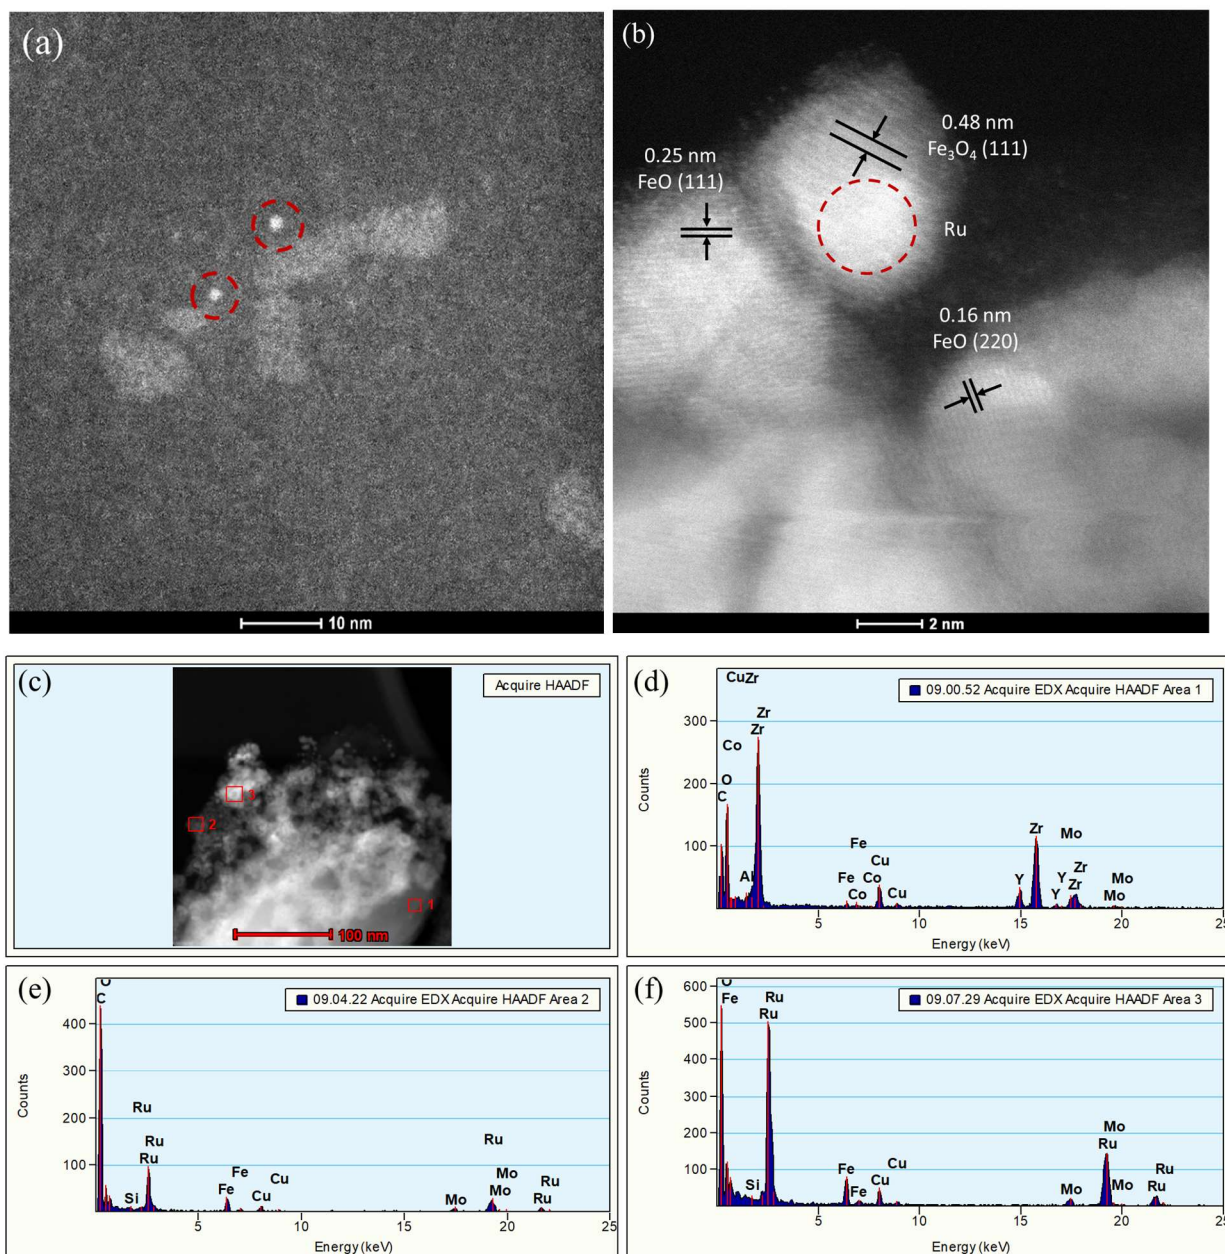 (a)
10 nm
(b)
0.48 nm
Fe₃O₄ (111)
0.25 nm
FeO (111)
Ru
0.16 nm
FeO (220)
2 nm
(c)
Acquire HAADF
3
2
1
100 nm
(d)
09.00.52 Acquire EDX Acquire HAADF Area 1
CuZr
Zr
Zr
Co
O
C
Al
Fe
Fe
Co
Co
Cu
Cu
Y
Zr
Y
Y
Mo
Zr
Zr
Mo
Mo
300
200
100
Counts
5
10
15
20
25
Energy (keV)
(e)
09.04.22 Acquire EDX Acquire HAADF Area 2
O
C
Ru
Ru
Ru
Si
Fe
Fe
Cu
Cu
Ru
Mo
Mo
Mo
Ru
Ru
400
300
200
100
Counts
5
10
15
20
25
Energy (keV)
(f)
09.07.29 Acquire EDX Acquire HAADF Area 3
O
Fe
Ru
Ru
Si
Fe
Fe
Cu
Cu
Mo
Mo
Ru
Mo
Ru
Ru
600
500
400
300
200
100
Counts
5
10
15
20
25
Energy (keV)